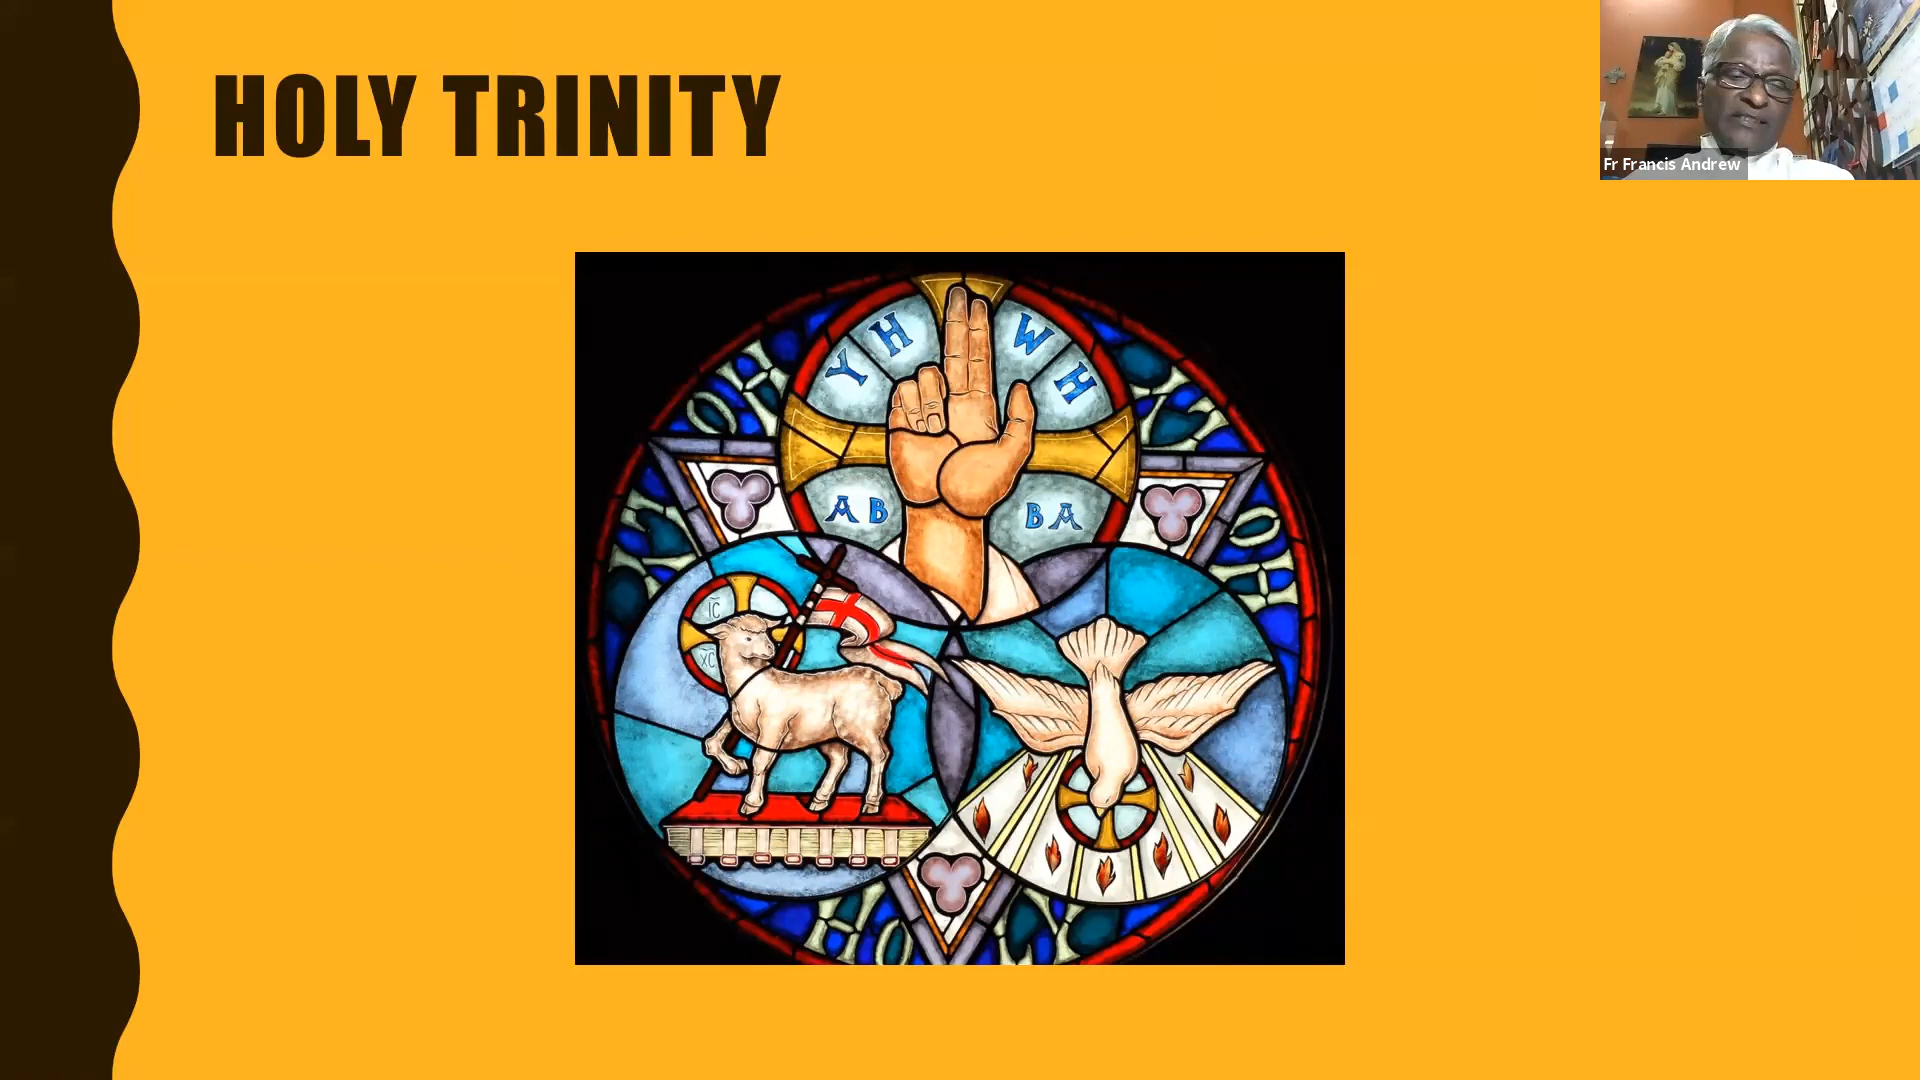 HOLY TRINITY
Fr Francis Andrew
YH WH
AB BA
IC
XC